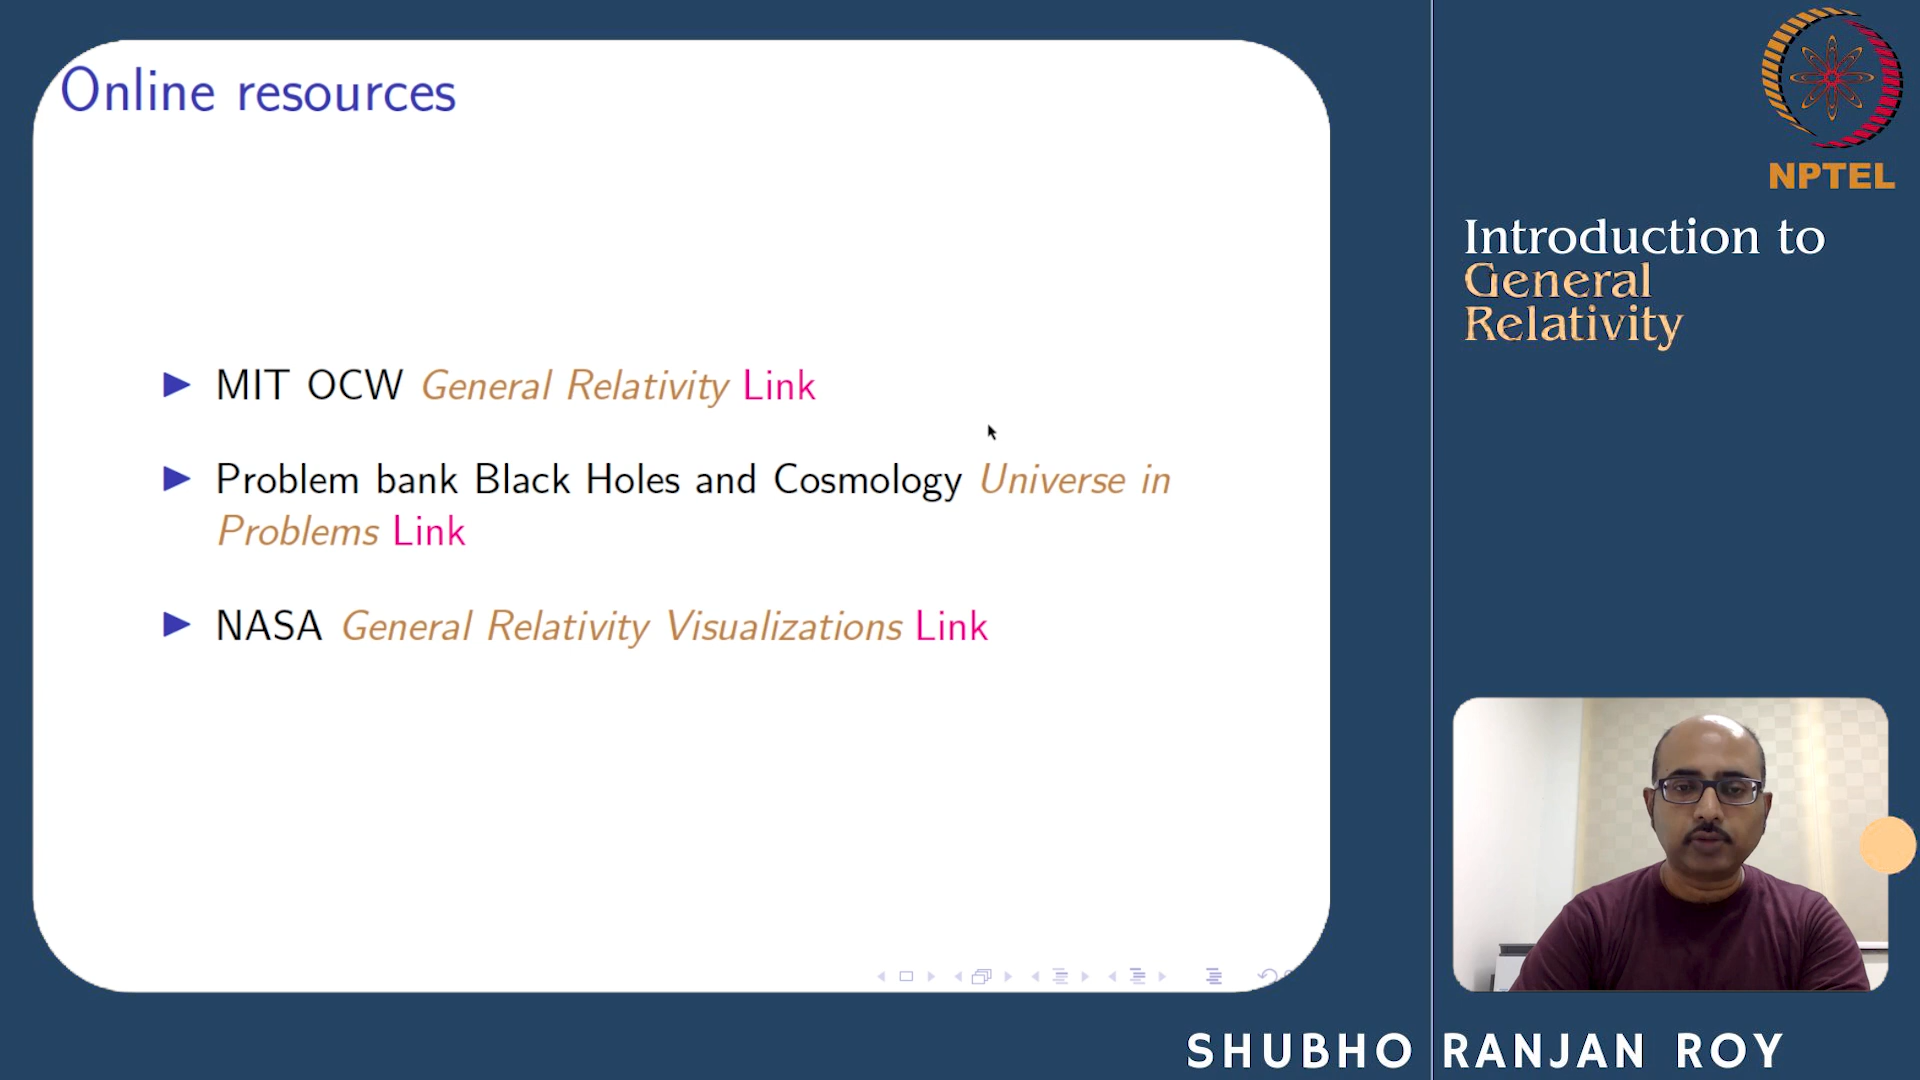 Online resources
MIT OCW General Relativity Link
Problem bank Black Holes and Cosmology Universe in
Problems Link
NASA General Relativity Visualizations Link
NPTEL
Introduction to
General
Relativity
SHUBHO RANJAN ROY